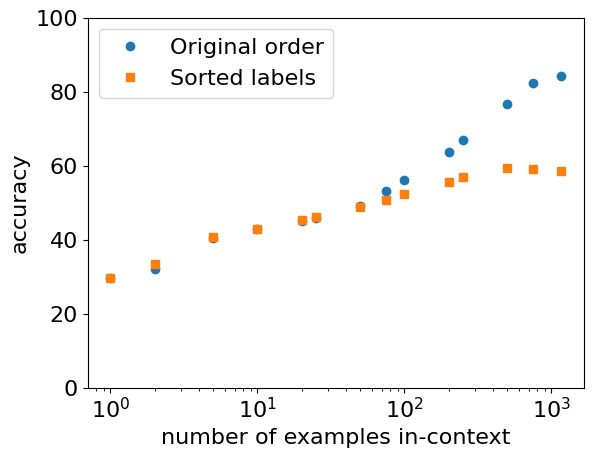 100
80
60
40
20
0
accuracy
Original order
Sorted labels
10⁰
10¹
10²
10³
number of examples in-context